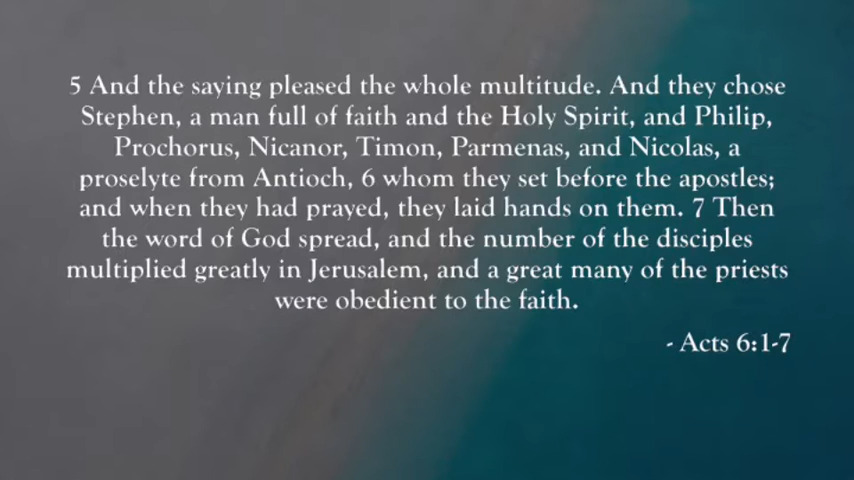 5 And the saying pleased the whole multitude. And they chose
Stephen, a man full of faith and the Holy Spirit, and Philip,
Prochorus, Nicanor, Timon, Parmenas, and Nicolas, a
proselyte from Antioch, 6 whom they set before the apostles;
and when they had prayed, they laid hands on them. 7 Then
the word of God spread, and the number of the disciples
multiplied greatly in Jerusalem, and a great many of the priests
were obedient to the faith.
- Acts 6:1-7